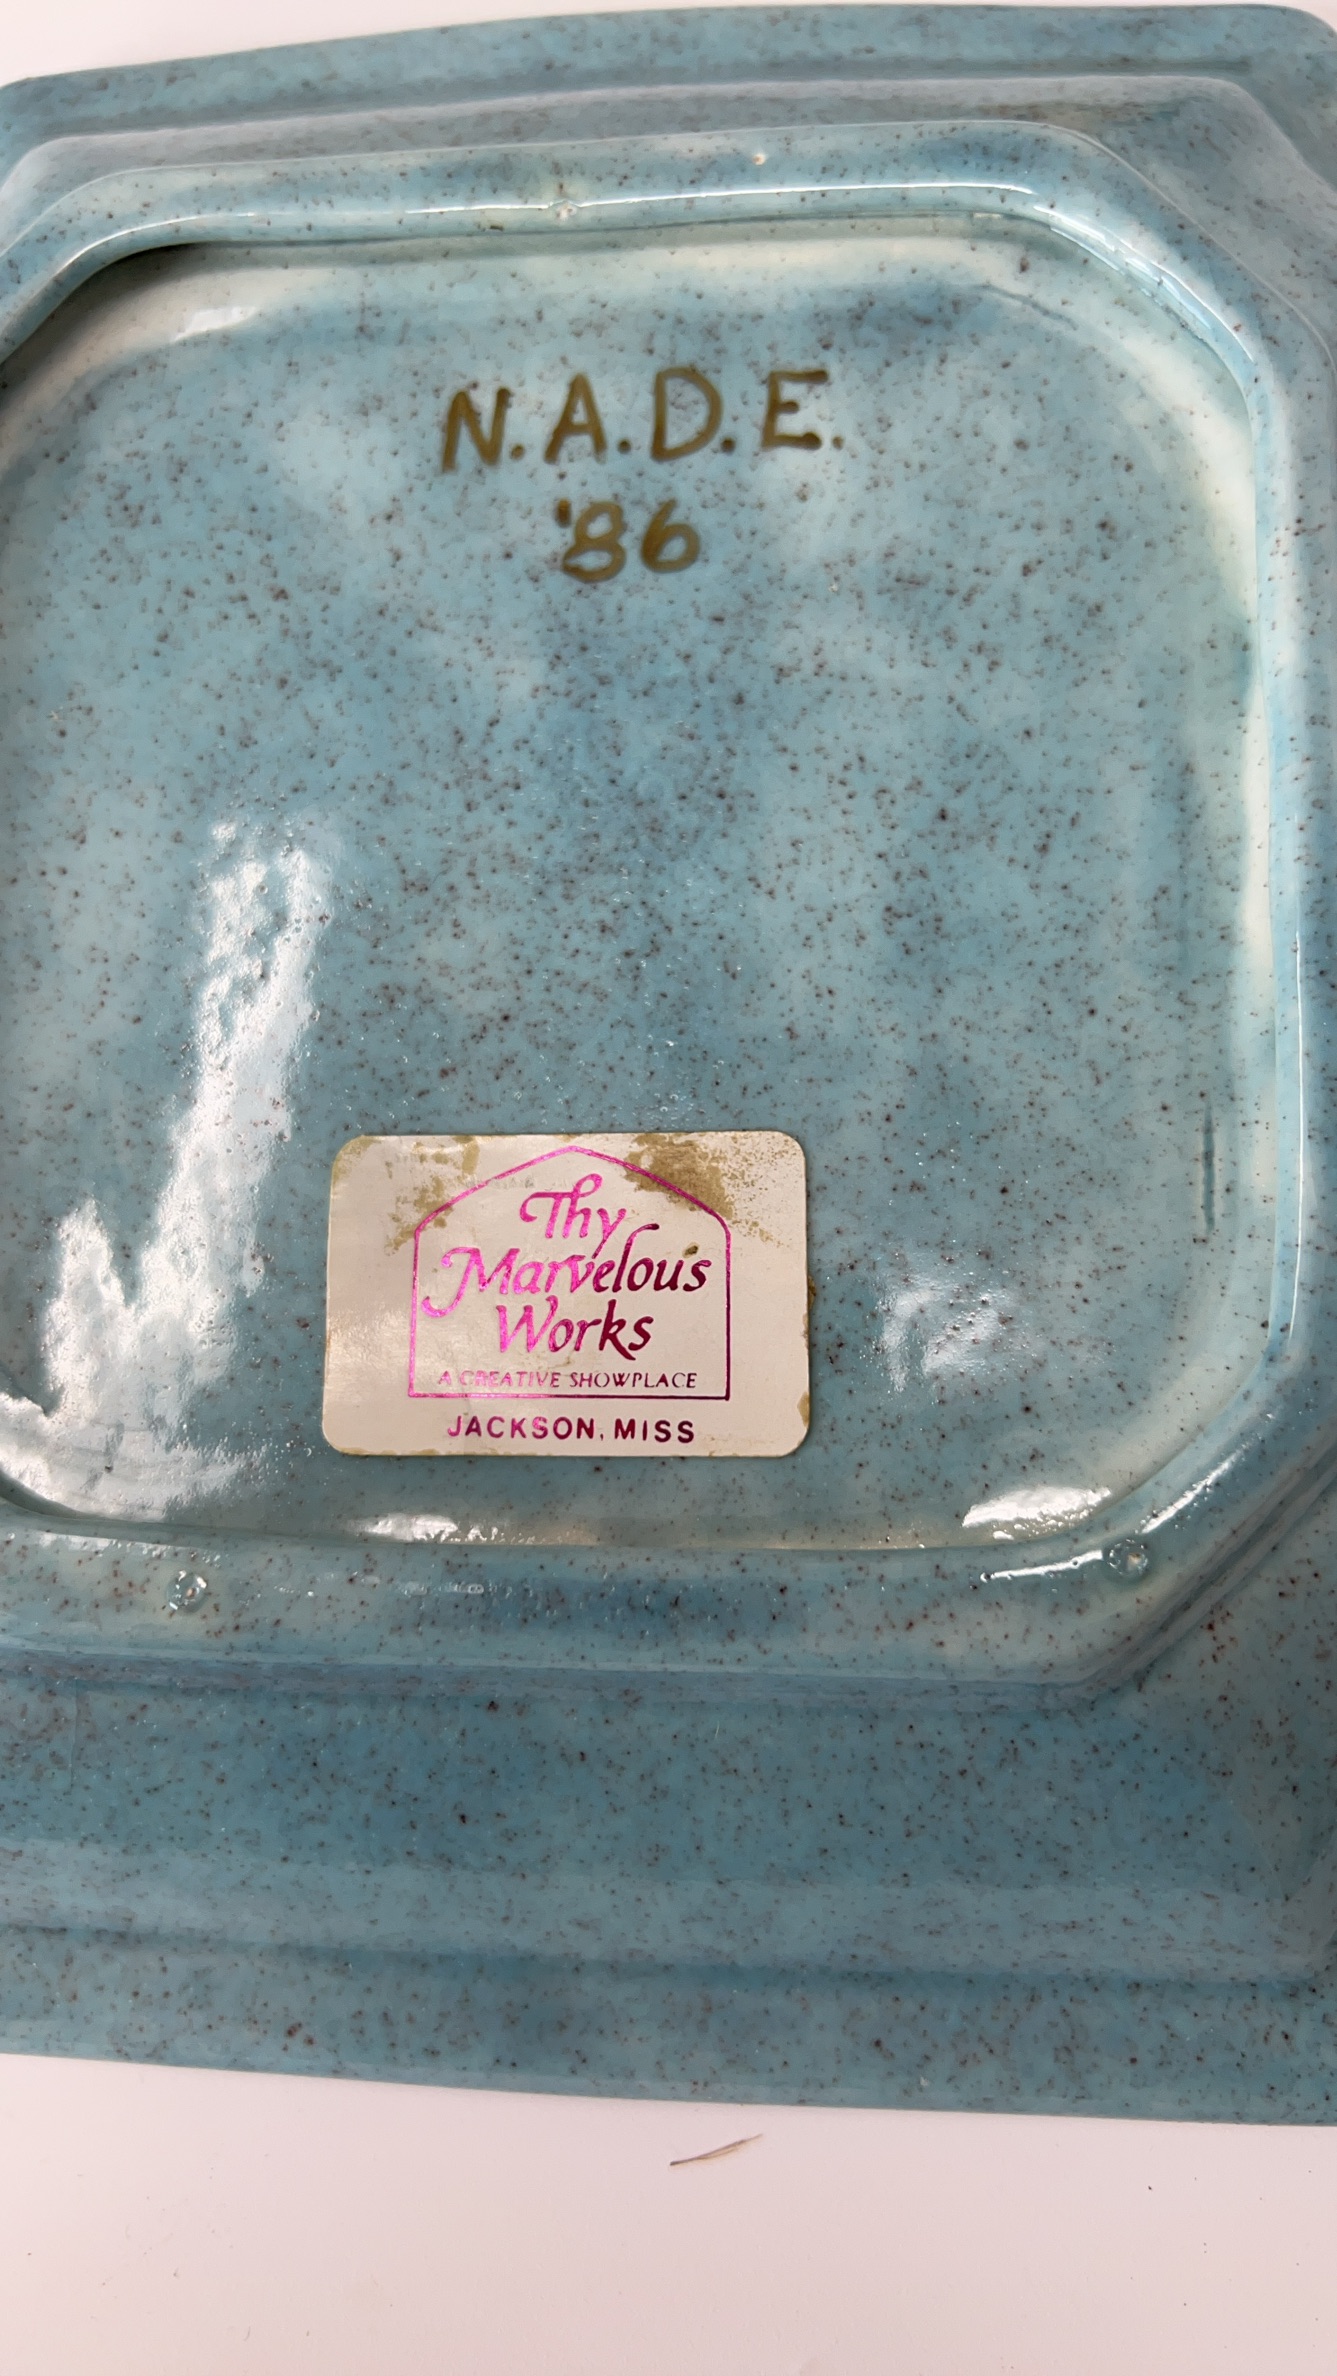 N.A.D.E.
'86
Thy
Marvelous
Works
A CREATIVE SHOWPLACE
JACKSON, MISS